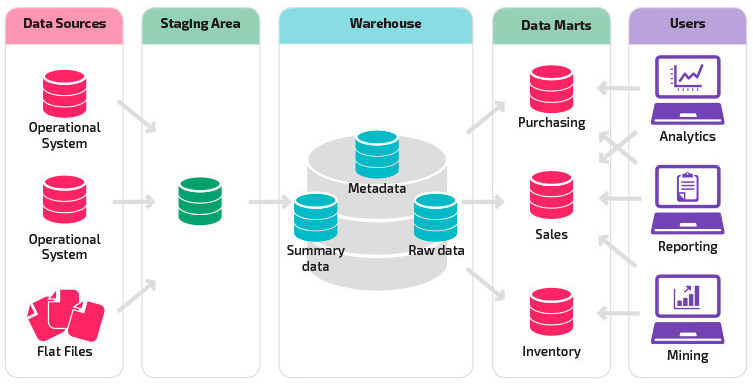 Data Sources
Staging Area
Warehouse
Data Marts
Users
Operational
System
Operational
System
Flat Files
Metadata
Summary
data
Raw data
Purchasing
Sales
Inventory
Analytics
Reporting
Mining